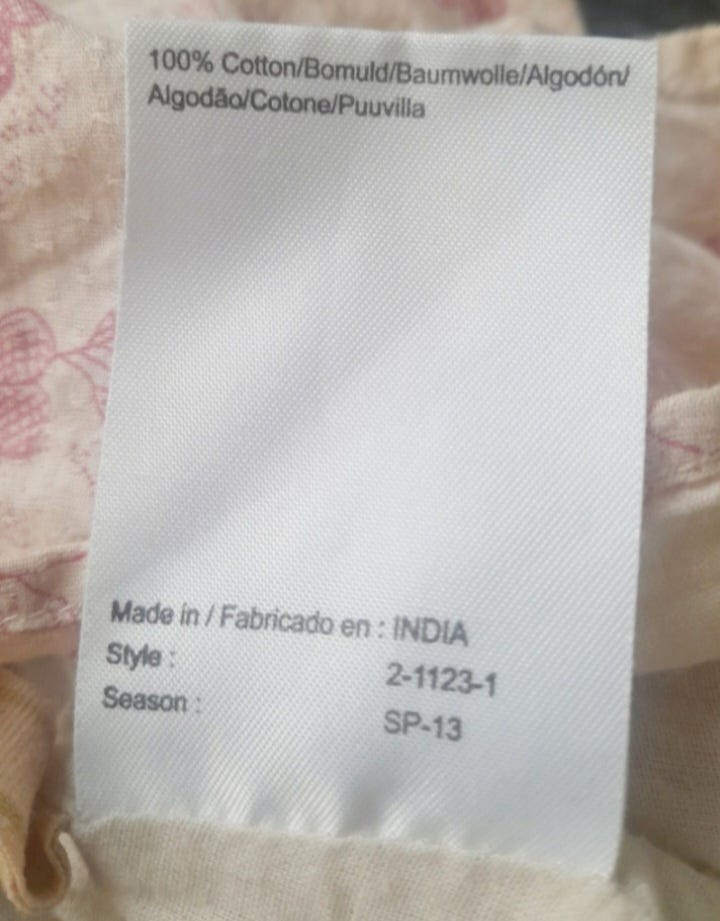 100% Cotton/Bomuld/Baumwolle/Algodón/
Algodão/Cotone/Puuvilla
Made in / Fabricado en : INDIA
Style : 2-1123-1
Season : SP-13